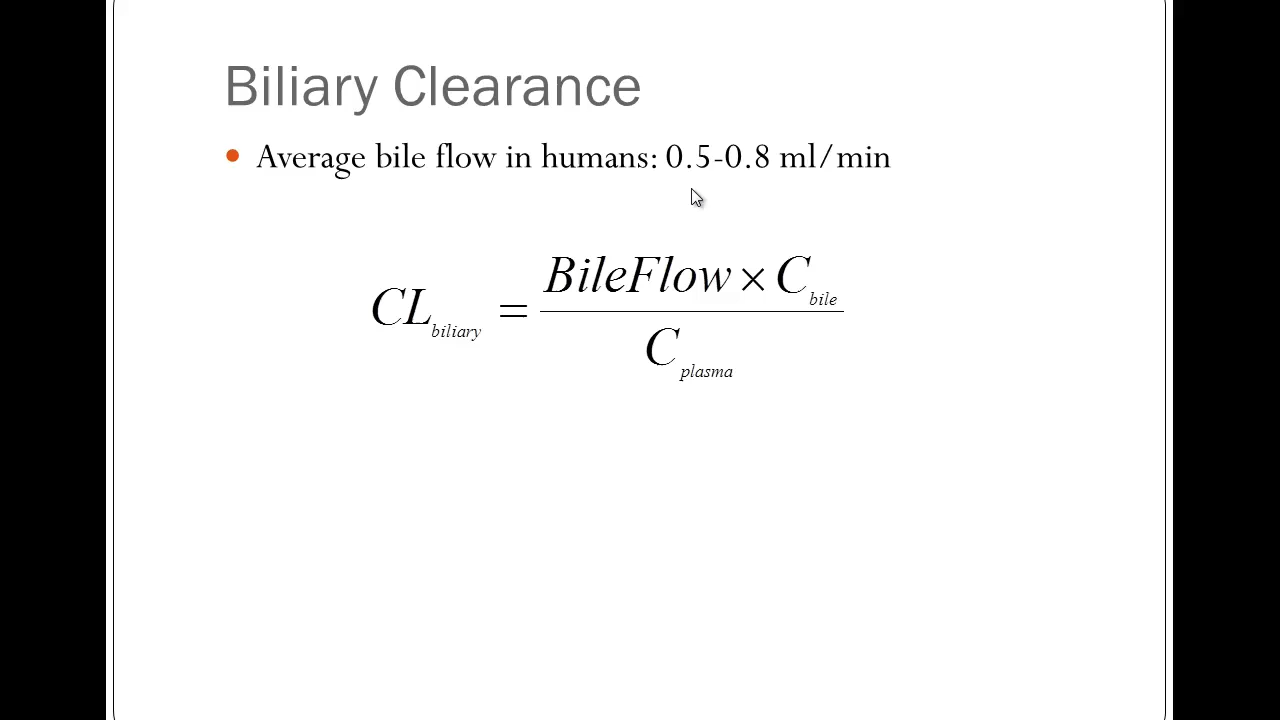 Biliary Clearance
• Average bile flow in humans: 0.5-0.8 ml/min
CL_biliary = BileFlow × C_bile / C_plasma